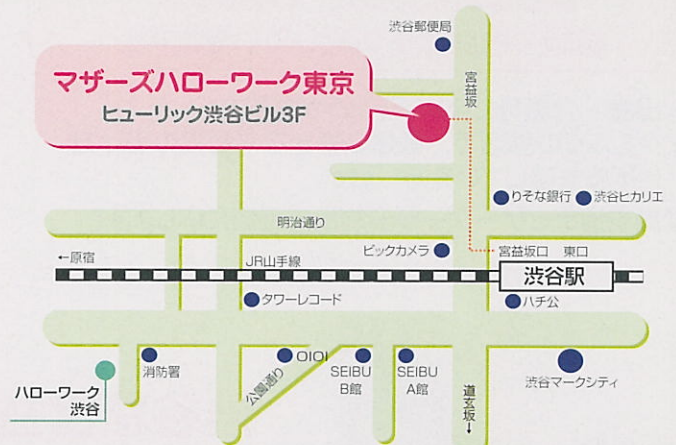 渋谷郵便局
マザーズハローワーク東京
ヒューリック渋谷ビル3F
宮益坂
りそな銀行
渋谷ヒカリエ
明治通り
ビックカメラ
宮益坂口 東口
←原宿
JR山手線
渋谷駅
タワーレコード
ハチ公
消防署
OIOI
公園通り
SEIBU
B館
SEIBU
A館
道玄坂→
渋谷マークシティ
ハローワーク
渋谷